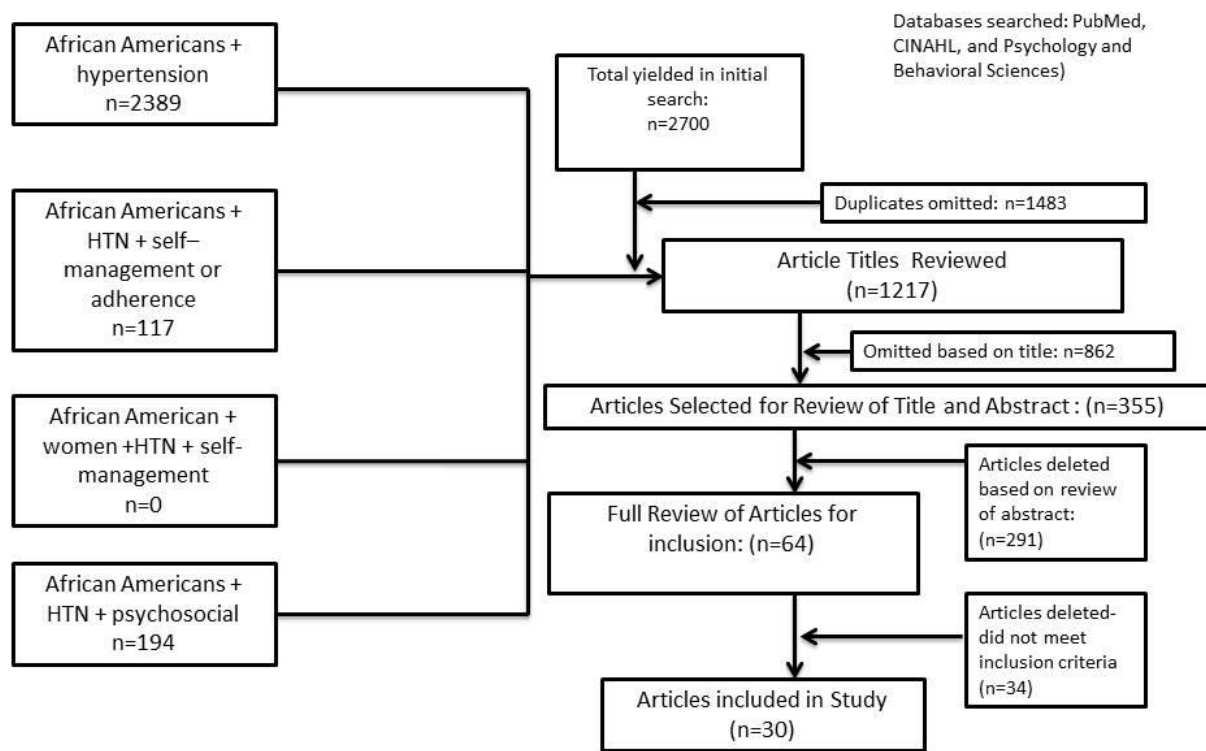 African Americans +
hypertension
n=2389
African Americans +
HTN + self–
management or
adherence
n=117
African American +
women +HTN + self-
management
n=0
African Americans +
HTN + psychosocial
n=194
Databases searched: PubMed,
CINAHL, and Psychology and
Behavioral Sciences)
Total yielded in initial
search:
n=2700
Duplicates omitted: n=1483
Article Titles Reviewed
(n=1217)
Omitted based on title: n=862
Articles Selected for Review of Title and Abstract : (n=355)
Articles deleted
based on review
of abstract:
(n=291)
Full Review of Articles for
inclusion: (n=64)
Articles deleted-
did not meet
inclusion criteria
(n=34)
Articles included in Study
(n=30)